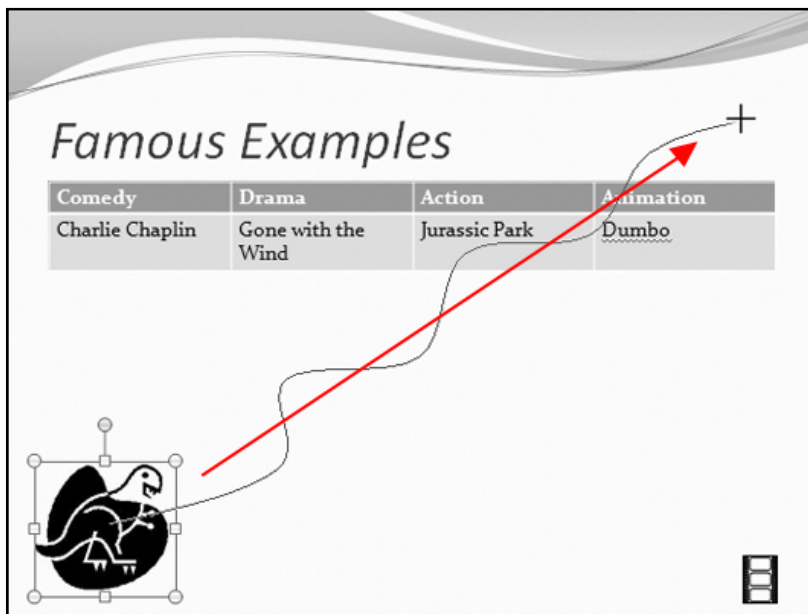 Famous Examples
Comedy Drama Action Animation
Charlie Chaplin Gone with the Jurassic Park Dumbo
Wind